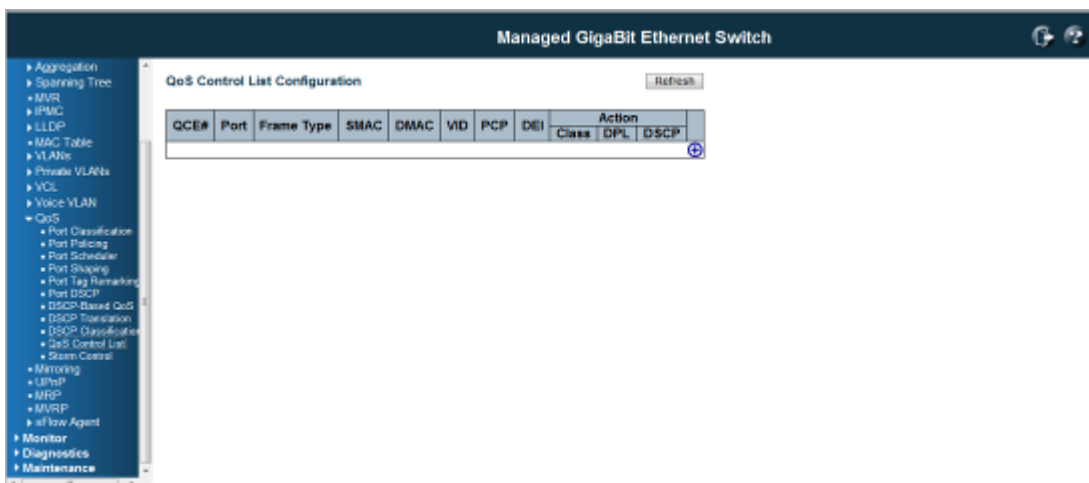 Managed GigaBit Ethernet Switch
Aggregation
Spanning Tree
MVR
IPMC
LLDP
MAC Table
VLANs
Private VLANs
VCL
Voice VLAN
QoS
Port Classification
Port Policing
Port Scheduler
Port Shaping
Port Tag Remarking
Port DSCP
DSCP-Based QoS
DSCP Translation
DSCP Classification
QoS Control List
Storm Control
Mirroring
UPnP
MRP
MVRP
sFlow Agent
Monitor
Diagnostics
Maintenance
QoS Control List Configuration
Refresh
QCE# Port Frame Type SMAC DMAC VID PCP DEI Action
Class DPL DSCP